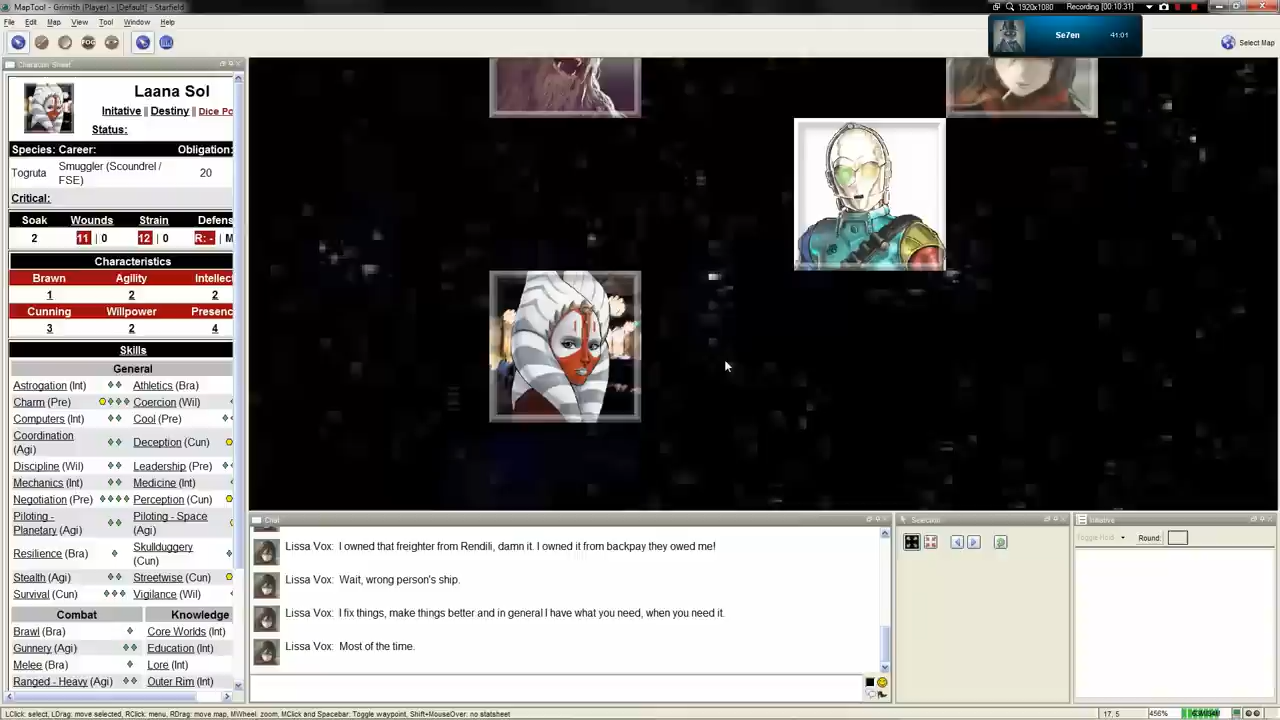 MapTool - Grimith [Player] - [Default] - Starfield
1920x1080
Recording [00:10:31]
File Edit Map View Tool Window Help
Se7en
41:01
Select Map
Laana Sol
Initative || Destiny || Dice Po
Status:
Species: Career: Obligation:
Togruta Smuggler (Scoundrel / FSE) 20
Critical:
Soak Wounds Strain Defens
2 11 | 0 12 | 0 R: - | M
Characteristics
Brawn Agility Intellec
1 2 2
Cunning Willpower Presenc
3 2 4
Skills
General
Astrogation (Int) Athletics (Bra)
Charm (Pre) Coercion (Wil)
Computers (Int) Cool (Pre)
Coordination (Agi) Deception (Cun)
Discipline (Wil) Leadership (Pre)
Mechanics (Int) Medicine (Int)
Negotiation (Pre) Perception (Cun)
Piloting - Planetary (Agi) Piloting - Space (Agi)
Resilience (Bra) Skullduggery (Cun)
Stealth (Agi) Streetwise (Cun)
Survival (Cun) Vigilance (Wil)
Combat Knowledge
Brawl (Bra) Core Worlds (Int)
Gunnery (Agi) Education (Int)
Melee (Bra) Lore (Int)
Ranged - Heavy (Agi) Outer Rim (Int)
Chat
Lissa Vox: I owned that freighter from Rendili, damn it. I owned it from backpay they owed me!
Lissa Vox: Wait, wrong person's ship.
Lissa Vox: I fix things, make things better and in general I have what you need, when you need it.
Lissa Vox: Most of the time.
Selection
Initiative
Round:
LClick: select, LDrag: move selected, RClick: menu, RDrag: move map, MWheel: zoom, MClick and Spacebar: Toggle waypoint, Shift+MouseOver: no statsheet
17, 5
456%